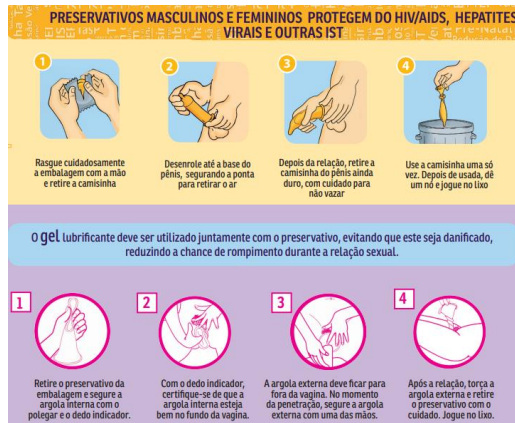 PRESERVATIVOS MASCULINOS E FEMININOS PROTEGEM DO HIV/AIDS, HEPATITES
VIRAIS E OUTRAS IST
1
2
3
4
Rasgue cuidadosamente
a embalagem com a mão
e retire a camisinha
Desenrole até a base do
pênis, segurando a ponta
para retirar o ar
Depois da relação, retire a
camisinha do pênis ainda
duro, com cuidado para
não vazar
Use a camisinha uma só
vez. Depois de usada, dê
um nó e jogue no lixo
O gel lubrificante deve ser utilizado juntamente com o preservativo, evitando que este seja danificado,
reduzindo a chance de rompimento durante a relação sexual.
1
2
3
4
Retire o preservativo da
embalagem e segure a
argola interna com o
polegar e o dedo indicador.
Com o dedo indicador,
certifique-se de que a
argola interna esteja
bem no fundo da vagina.
A argola externa deve ficar para
fora da vagina. No momento
da penetração, segure a argola
externa com uma das mãos.
Após a relação, torça a
argola externa e retire
o preservativo com
cuidado. Jogue no lixo.